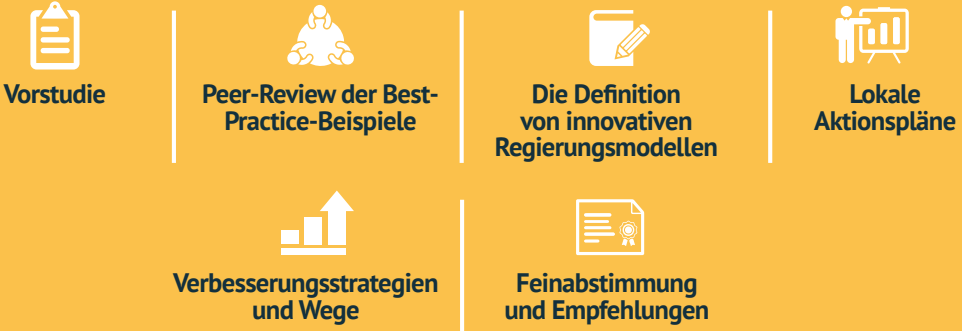 Vorstudie
Peer-Review der Best-
Practice-Beispiele
Die Definition
von innovativen
Regierungsmodellen
Lokale
Aktionspläne
Verbesserungsstrategien
und Wege
Feinabstimmung
und Empfehlungen